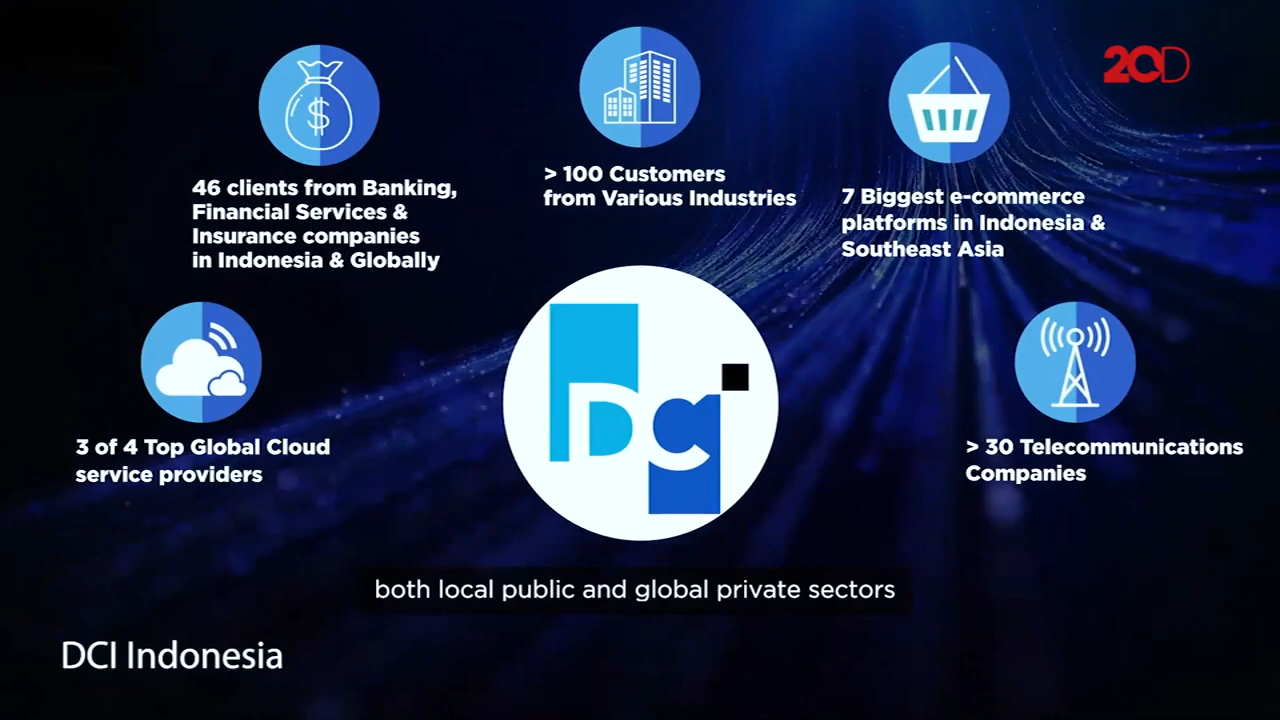 20D
46 clients from Banking,
Financial Services &
Insurance companies
in Indonesia & Globally
> 100 Customers
from Various Industries
7 Biggest e-commerce
platforms in Indonesia &
Southeast Asia
3 of 4 Top Global Cloud
service providers
DCI
> 30 Telecommunications
Companies
both local public and global private sectors
DCI Indonesia